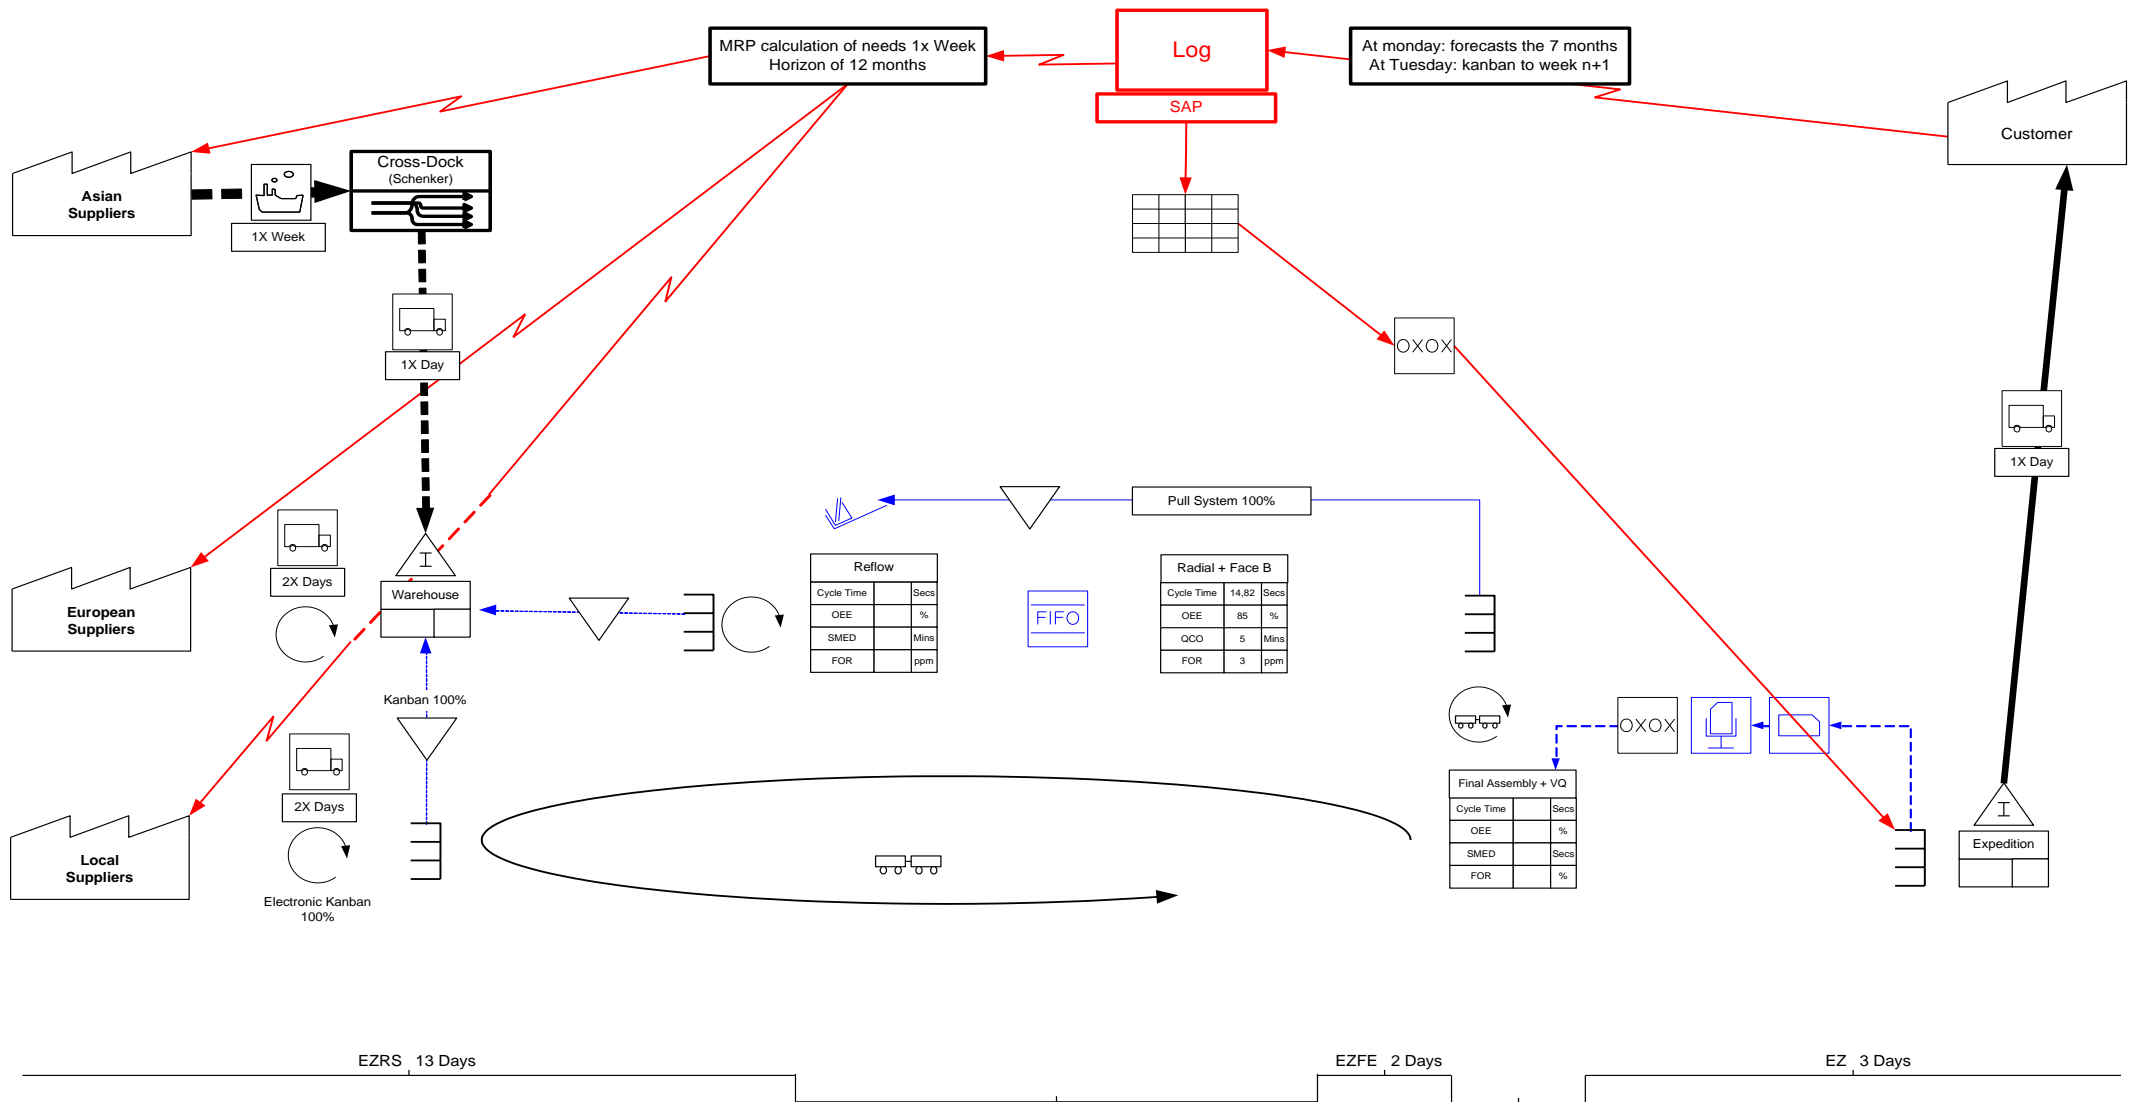 MRP calculation of needs 1x Week
Horizon of 12 months
Log
SAP
At monday: forecasts the 7 months
At Tuesday: kanban to week n+1
Customer
Asian
Suppliers
1X Week
Cross-Dock
(Schenker)
1X Day
OXOX
1X Day
Pull System 100%
2X Days
European
Suppliers
I
Warehouse
Reflow
Cycle Time Secs
OEE %
SMED Mins
FOR ppm
FIFO
Radial + Face B
Cycle Time 14,82 Secs
OEE 85 %
QCO 5 Mins
FOR 3 ppm
Kanban 100%
OXOX
2X Days
Local
Suppliers
Electronic Kanban
100%
Final Assembly + VQ
Cycle Time Secs
OEE %
SMED Secs
FOR %
I
Expedition
EZRS 13 Days
EZFE 2 Days
EZ 3 Days